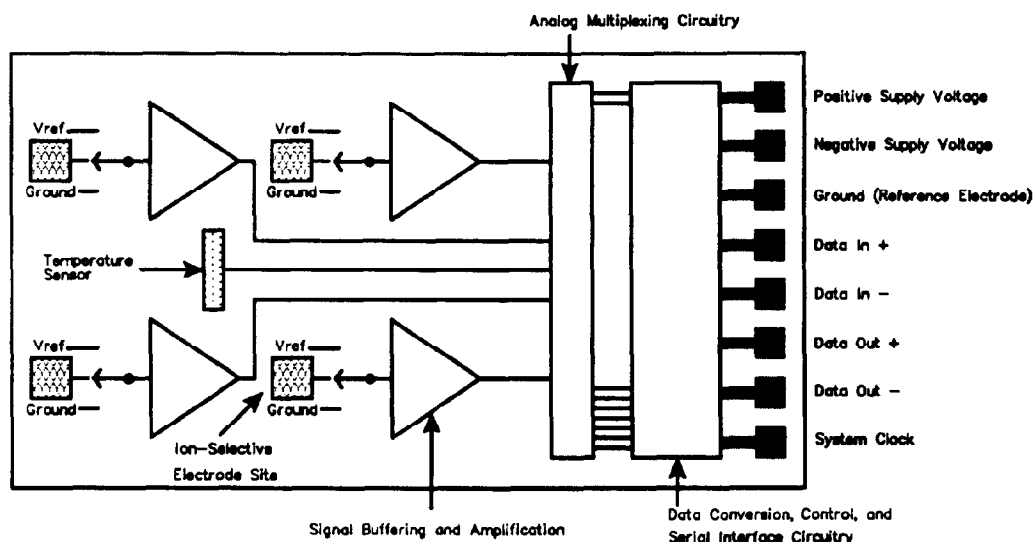 Analog Multiplexing Circuitry
Positive Supply Voltage
Vref
Vref
Negative Supply Voltage
Ground
Ground
Ground (Reference Electrode)
Data In +
Temperature
Sensor
Data In -
Vref
Vref
Data Out +
Ground
Ground
Data Out -
Ion-Selective
Electrode Site
System Clock
Signal Buffering and Amplification
Data Conversion, Control, and
Serial Interface Circuitry